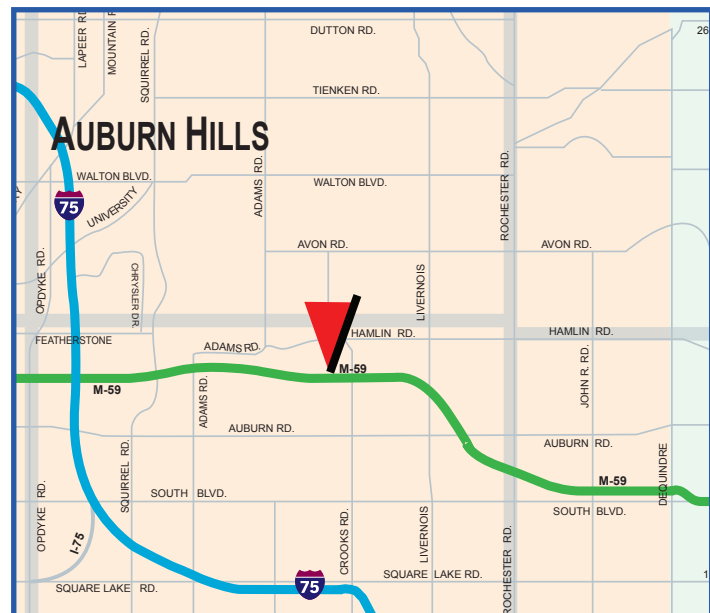 LAPEER RD
MOUNTAIN R
SQUIRREL RD.
DUTTON RD.
26
TIENKEN RD.
AUBURN HILLS
WALTON BLVD.
ADAMS RD.
WALTON BLVD.
ROCHESTER RD.
75
UNIVERSITY
OPDYKE RD.
CHRYSLER DR.
AVON RD.
LIVERNOIS
AVON RD.
FEATHERSTONE
ADAMS RD.
HAMLIN RD.
HAMLIN RD.
M-59
M-59
ADAMS RD.
JOHN R. RD.
AUBURN RD.
AUBURN RD.
SQUIRREL RD.
SOUTH BLVD.
M-59
DEQUINDRE
SOUTH BLVD.
OPDYKE RD.
I-75
CROOKS RD.
LIVERNOIS
ROCHESTER RD.
SQUARE LAKE RD.
75
SQUARE LAKE RD.
1